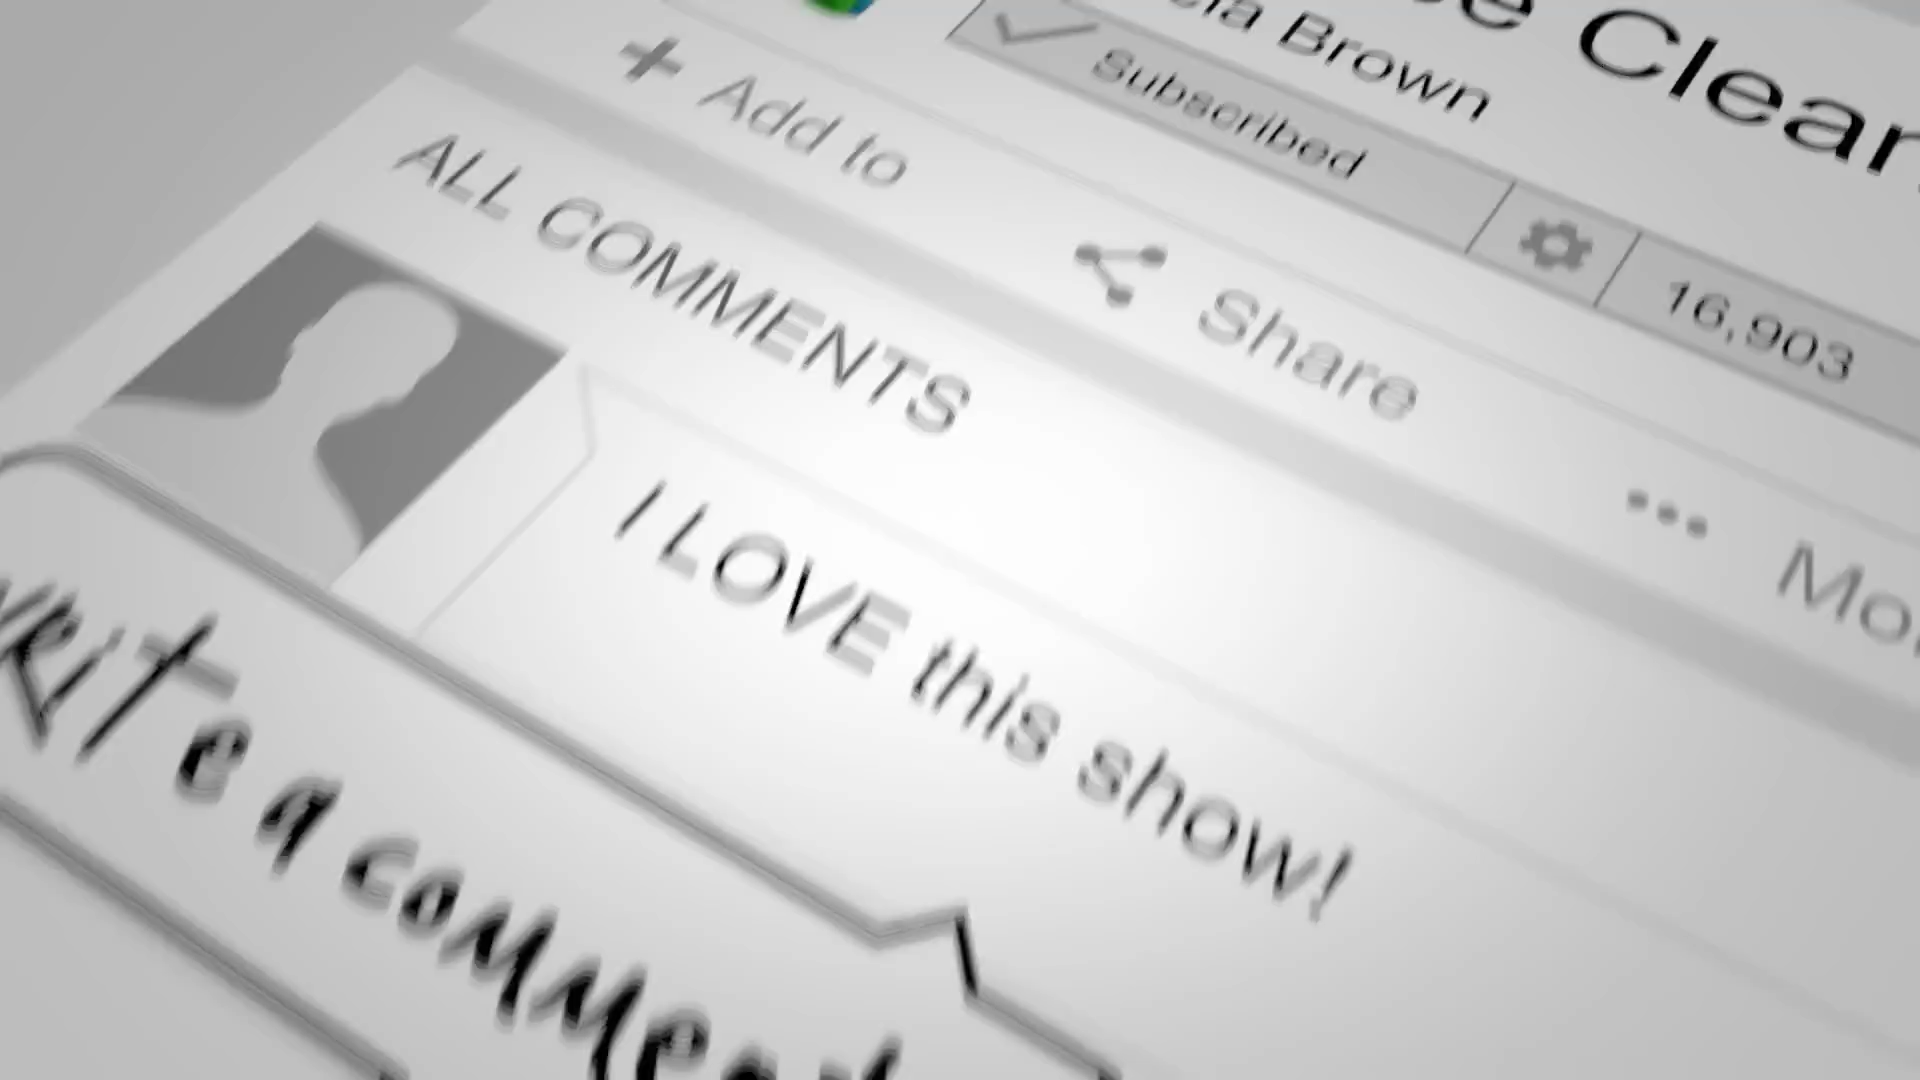 Clear
Brown
Subscribed
16,903
+ Add to
Share
ALL COMMENTS
I LOVE this show!
write a comment